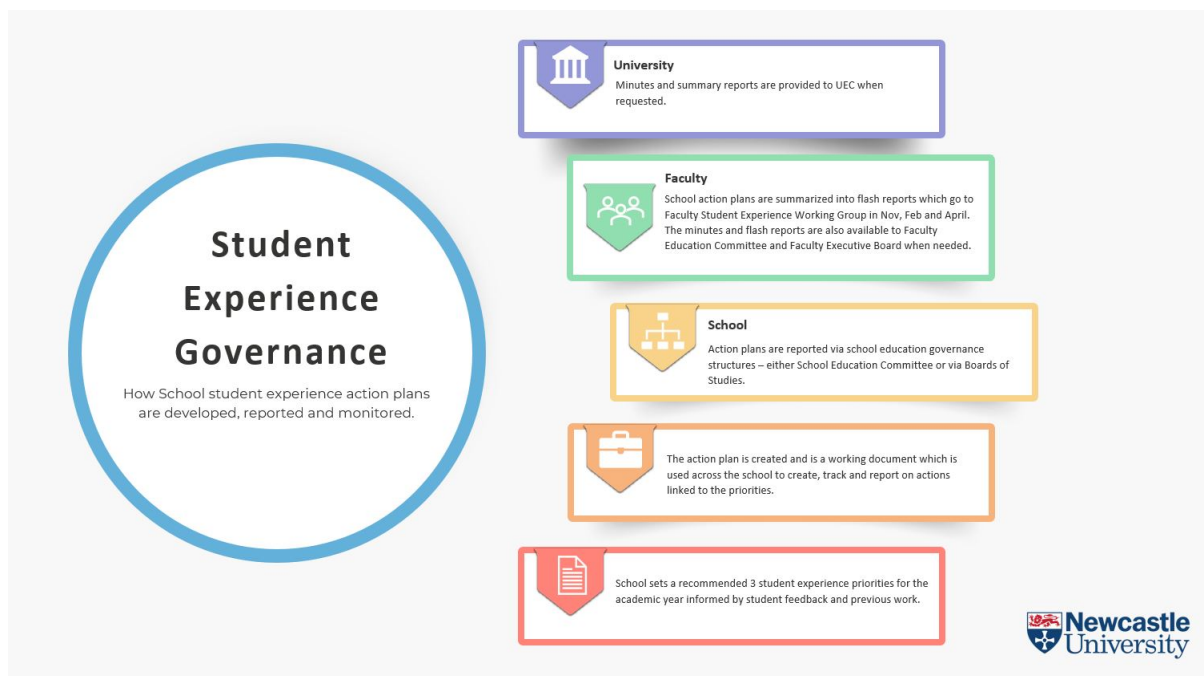 Student
Experience
Governance
How School student experience action plans
are developed, reported and monitored.
University
Minutes and summary reports are provided to UEC when
requested.
Faculty
School action plans are summarized into flash reports which go to
Faculty Student Experience Working Group in Nov, Feb and April.
The minutes and flash reports are also available to Faculty
Education Committee and Faculty Executive Board when needed.
School
Action plans are reported via school education governance
structures – either School Education Committee or via Boards of
Studies.
The action plan is created and is a working document which is
used across the school to create, track and report on actions
linked to the priorities.
School sets a recommended 3 student experience priorities for the
academic year informed by student feedback and previous work.
Newcastle
University